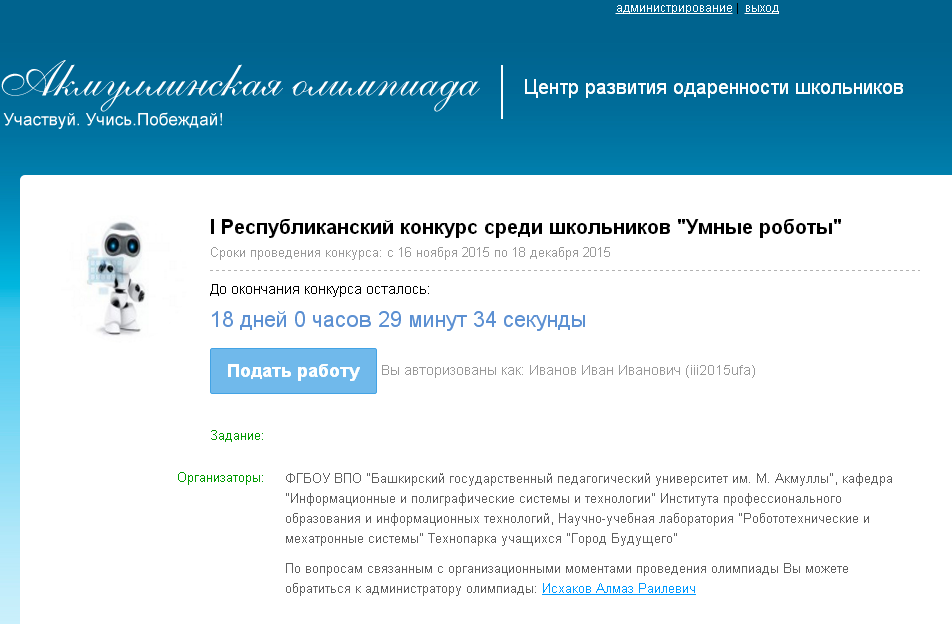 администрирование | выход
Акмуллинская олимпиада
Участвуй. Учись.Побеждай!
Центр развития одаренности школьников
I Республиканский конкурс среди школьников "Умные роботы"
Сроки проведения конкурса: с 16 ноября 2015 по 18 декабря 2015
До окончания конкурса осталось:
18 дней 0 часов 29 минут 34 секунды
Подать работу Вы авторизованы как: Иванов Иван Иванович (iii2015ufa)
Задание:
Организаторы: ФГБОУ ВПО "Башкирский государственный педагогический университет им. М. Акмуллы", кафедра
"Информационные и полиграфические системы и технологии" Института профессионального
образования и информационных технологий, Научно-учебная лаборатория "Робототехнические и
мехатронные системы" Технопарка учащихся "Город Будущего"
По вопросам связанным с организационными моментами проведения олимпиады Вы можете
обратиться к администратору олимпиады: Исхаков Алмаз Раилевич